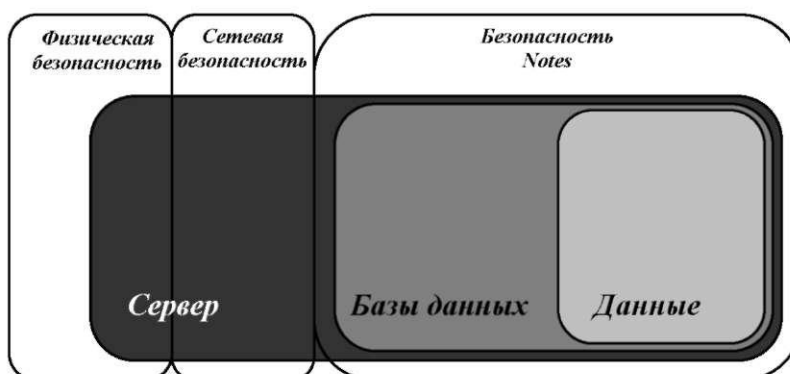 Физическая
безопасность
Сетевая
безопасность
Безопасность
Notes
Сервер
Базы данных
Данные